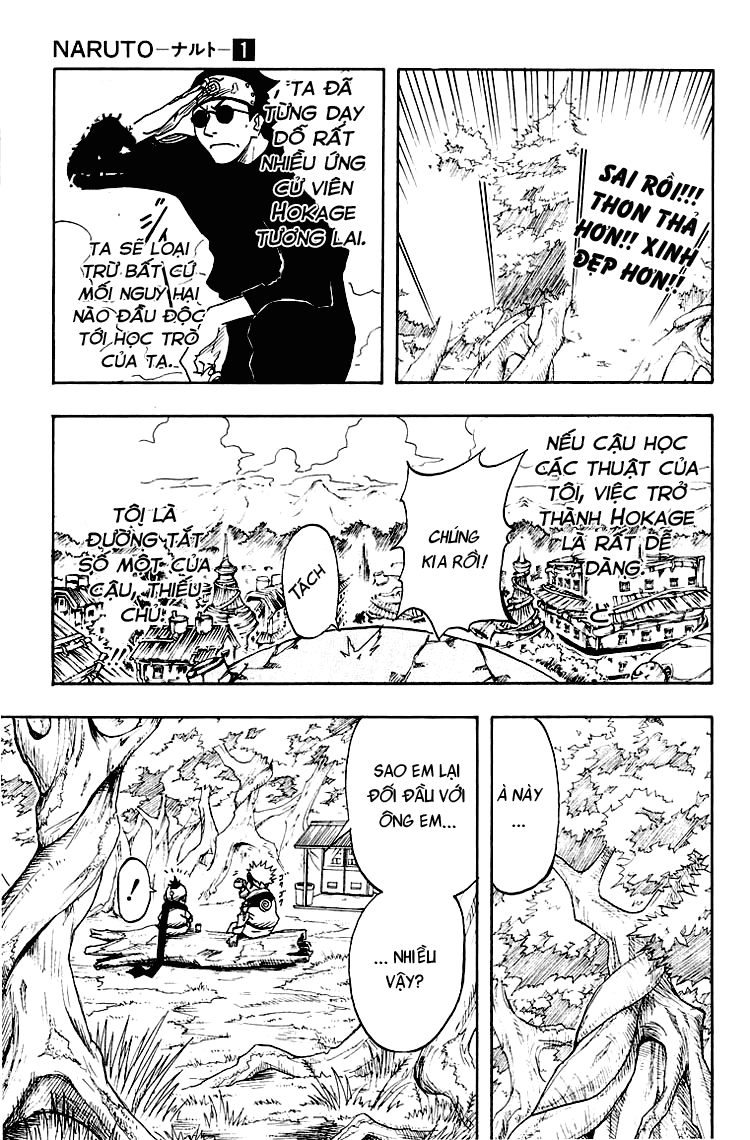 NARUTO—ナルト—1
SAI RỒI!!!
THON THẢ
HƠN!! XINH
ĐẸP HƠN!!
TA ĐÃ
TỪNG DẠY
DỖ RẤT
NHIỀU ỨNG
CỬ VIÊN
HOKAGE
TƯƠNG LAI.
TA SẼ LOẠI
TRỪ BẤT CỨ
MỐI NGUY HẠI
NÀO ĐẦU ĐỘC
TỚI HỌC TRÒ
CỦA TA.
NẾU CẬU HỌC
CÁC THUẬT CỦA
TÔI, VIỆC TRỞ
THÀNH HOKAGE
LÀ RẤT DỄ
DÀNG.
CHÚNG
KIA RỒI!
TÁCH
TÔI LÀ
ĐƯỜNG TẮT
SỐ MỘT CỦA
CẬU, THIẾU
CHỦ.
À NÀY
...
SAO EM LẠI
ĐỐI ĐẦU VỚI
ÔNG EM...
... NHIỀU
VẬY?
!